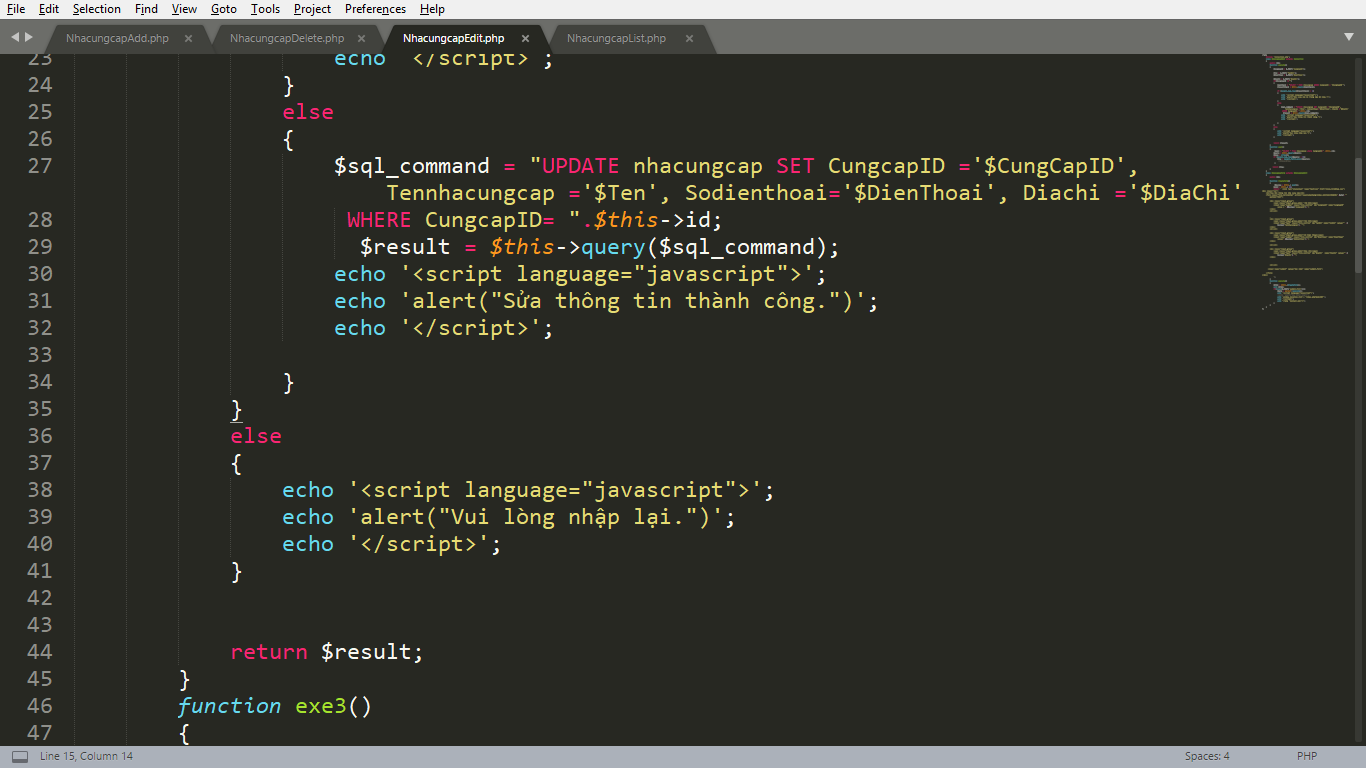 File Edit Selection Find View Goto Tools Project Preferences Help
NhacungcapAdd.php × NhacungcapDelete.php × NhacungcapEdit.php × NhacungcapList.php ×
23 echo '</script>';
24 }
25 else
26 {
27 $sql_command = "UPDATE nhacungcap SET CungcapID ='$CungCapID',
Tennhacungcap ='$Ten', Sodienthoai='$DienThoai', Diachi ='$DiaChi'
28 WHERE CungcapID= ".$this->id;
29 $result = $this->query($sql_command);
30 echo '<script language="javascript">';
31 echo 'alert("Sửa thông tin thành công.")';
32 echo '</script>';
33
34 }
35 }
36 else
37 {
38 echo '<script language="javascript">';
39 echo 'alert("Vui lòng nhập lại.")';
40 echo '</script>';
41 }
42
43
44 return $result;
45 }
46 function exe3()
47 {
Line 15, Column 14 Spaces: 4 PHP